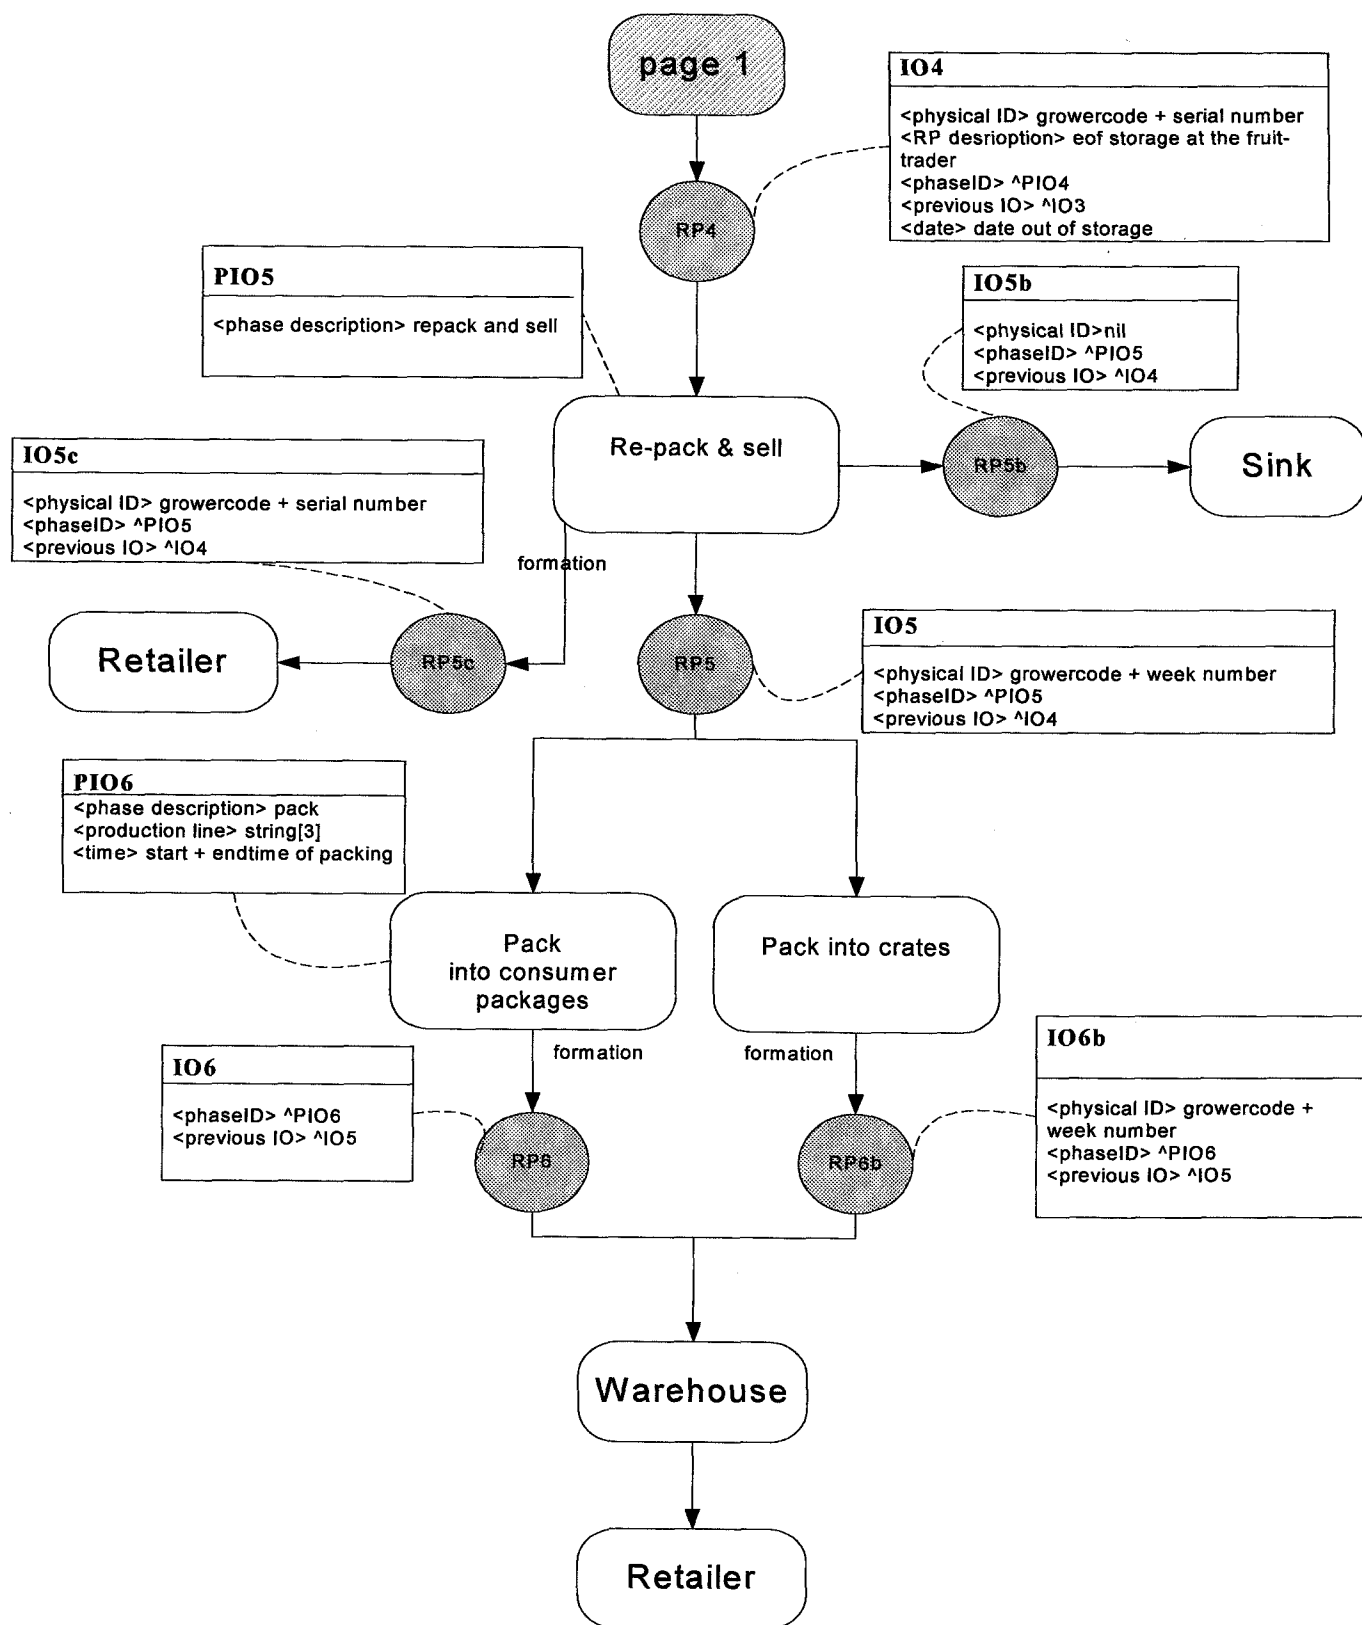 page 1
IO4
<physical ID> growercode + serial number
<RP desrioption> eof storage at the fruit-
trader
<phaseID> ^PIO4
<previous IO> ^IO3
<date> date out of storage
RP4
PIO5
<phase description> repack and sell
IO5b
<physical ID>nil
<phaseID> ^PIO5
<previous IO> ^IO4
Re-pack & sell
RP5b
Sink
IO5c
<physical ID> growercode + serial number
<phaseID> ^PIO5
<previous IO> ^IO4
formation
Retailer
RP5c
RP5
IO5
<physical ID> growercode + week number
<phaseID> ^PIO5
<previous IO> ^IO4
PIO6
<phase description> pack
<production line> string[3]
<time> start + endtime of packing
Pack
into consumer
packages
Pack into crates
formation
formation
IO6
<phaseID> ^PIO6
<previous IO> ^IO5
RP6
RP6b
IO6b
<physical ID> growercode +
week number
<phaseID> ^PIO6
<previous IO> ^IO5
Warehouse
Retailer